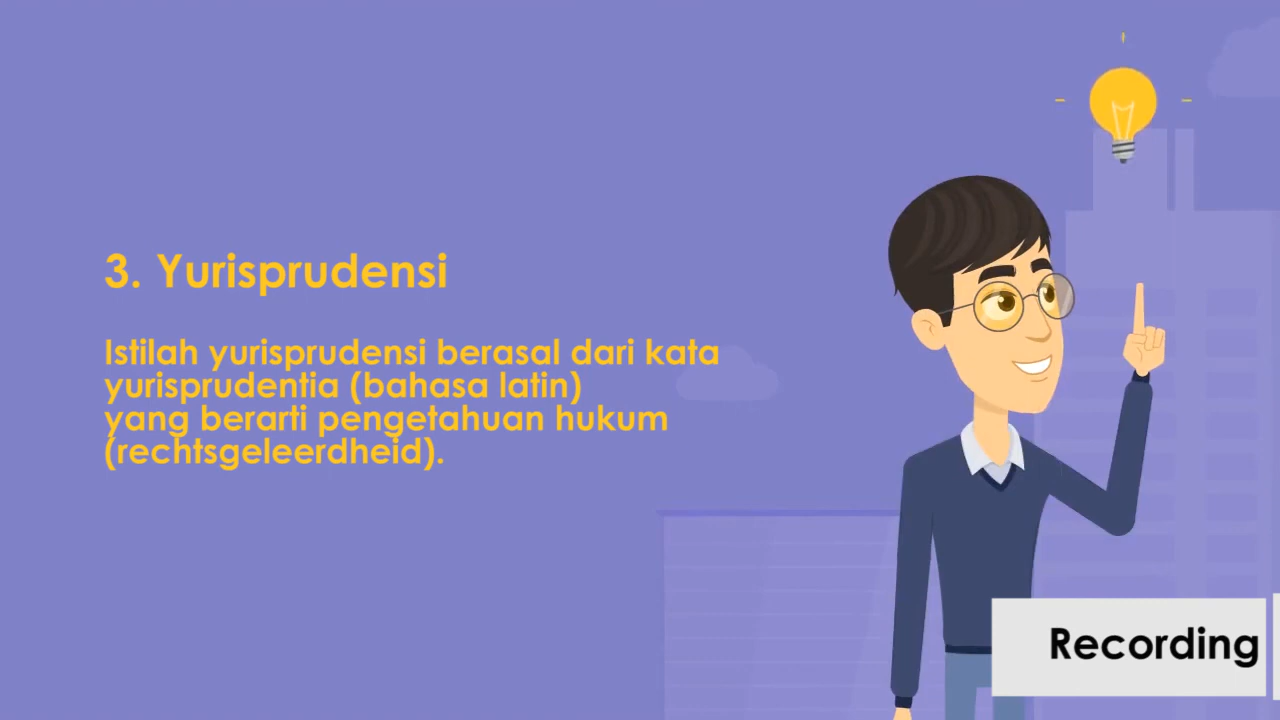 3. Yurisprudensi
Istilah yurisprudensi berasal dari kata
yurisprudentia (bahasa latin)
yang berarti pengetahuan hukum
(rechtsgeleerdheid).
Recording